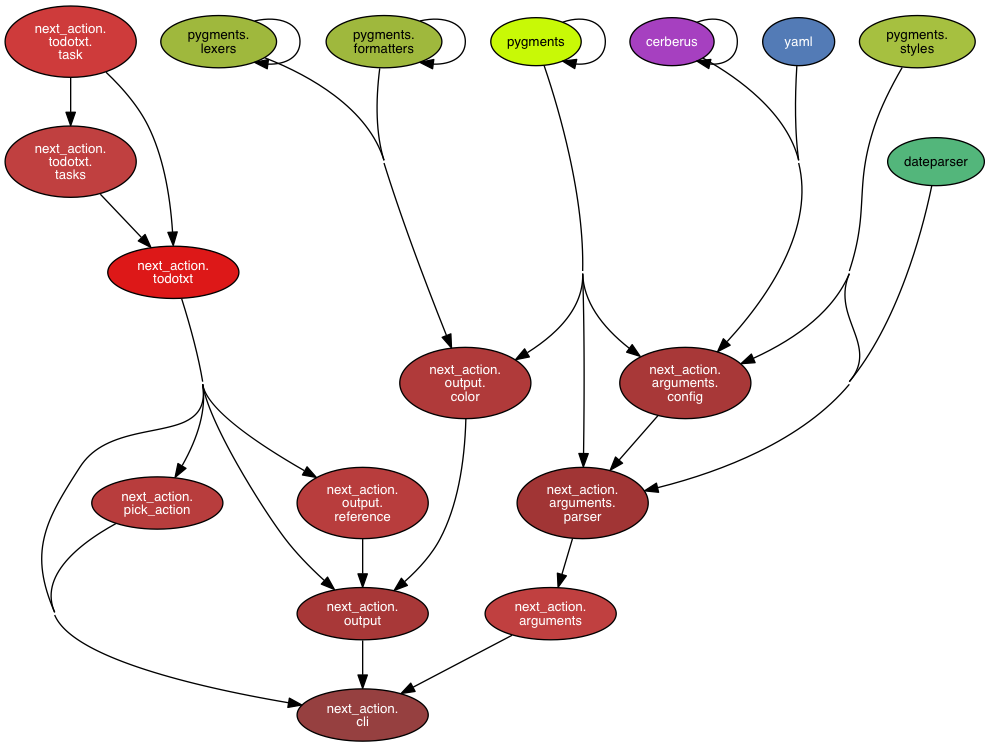 next_action.
todotxt.
task
pygments.
lexers
pygments.
formatters
pygments
cerberus
yaml
pygments.
styles
next_action.
todotxt.
tasks
dateparser
next_action.
todotxt
next_action.
output.
color
next_action.
arguments.
config
next_action.
pick_action
next_action.
output.
reference
next_action.
arguments.
parser
next_action.
output
next_action.
arguments
next_action.
cli